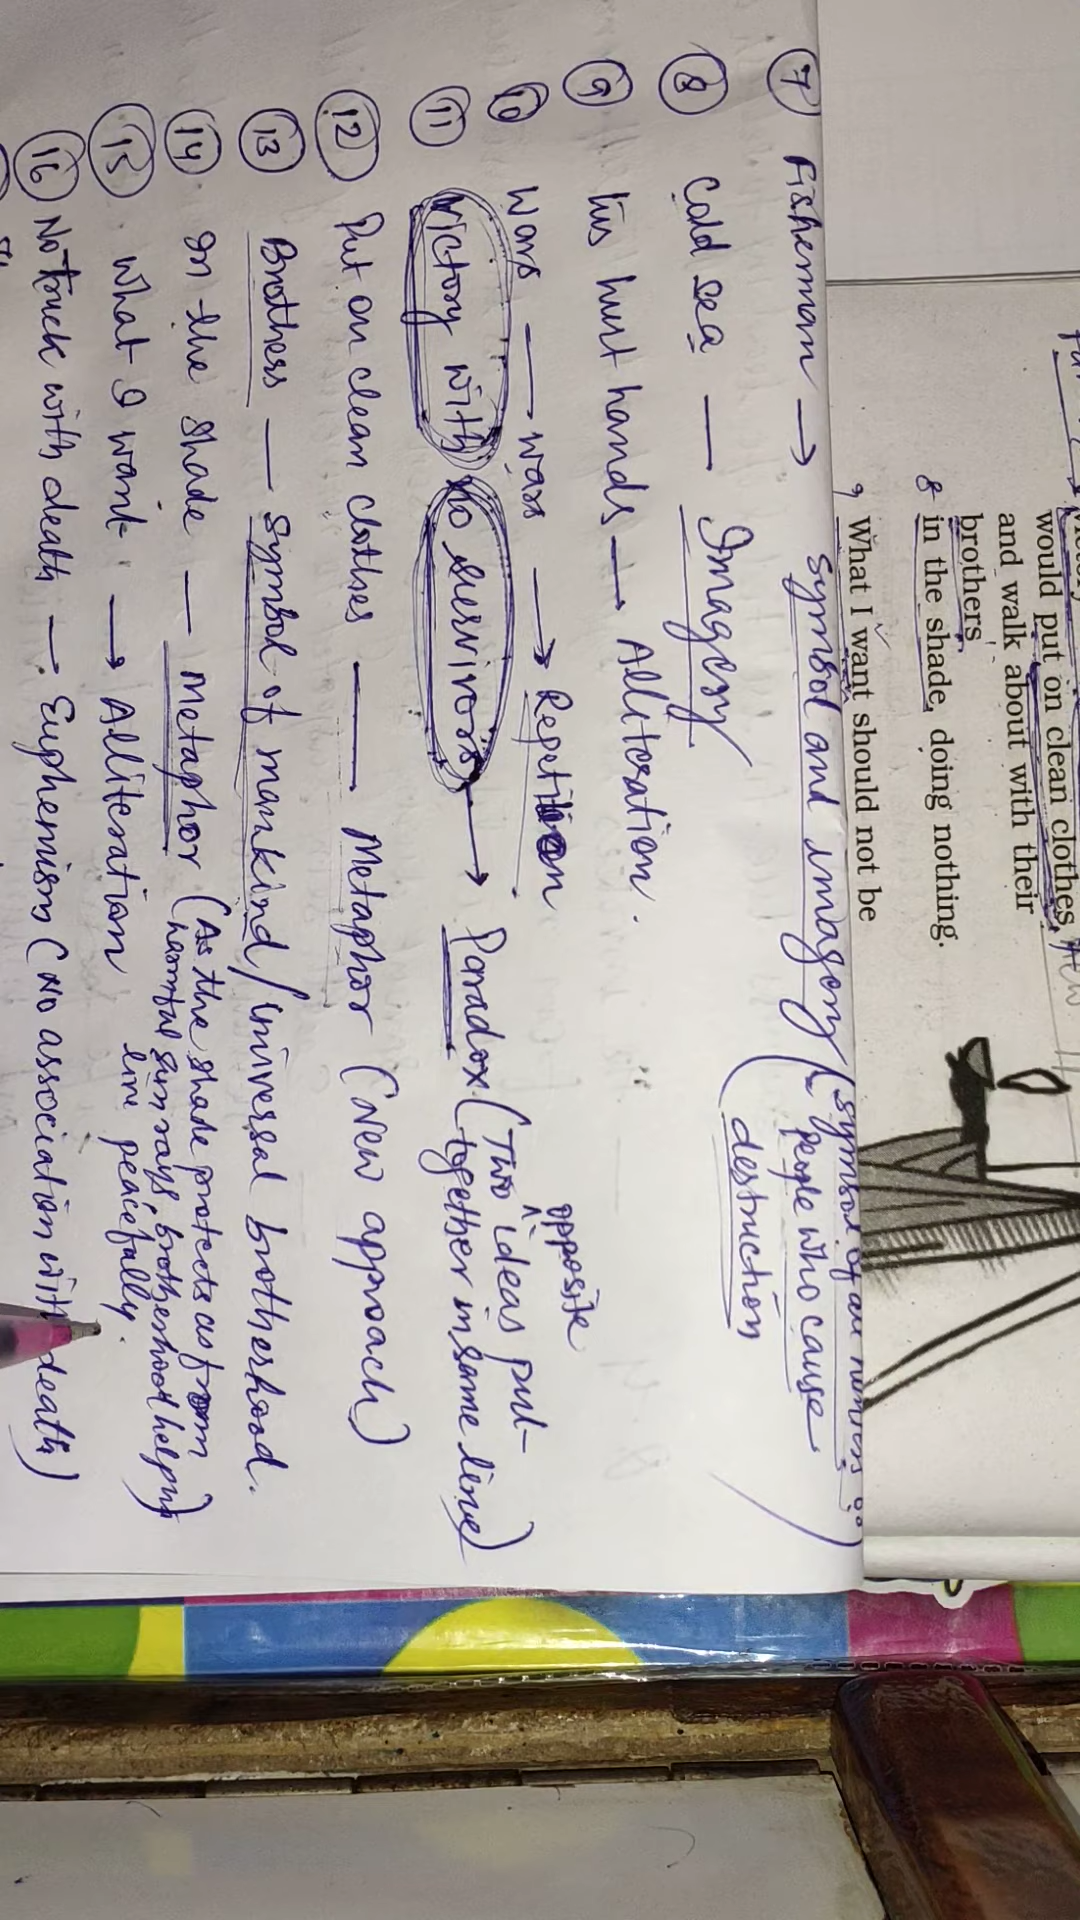 would put on clean clothes
and walk about with their
brothers
8 in the shade, doing nothing.
9 What I want should not be
7 Fisherman → Symbol and Imagery (symbol of all humans
people who cause
destruction)
8 Cold sea — Imagery
9 his hurt hands → Alliteration.
10 Wars — wars → Repetition
11 Victory with no survivors → Paradox (Two opposite ideas put
together in same line)
12 Put on clean clothes — Metaphor (New approach)
13 Brothers — Symbol of mankind/universal brotherhood.
14 In the shade — Metaphor (As the shade protects us from
harmful sun rays, brotherhood helps
live peacefully.
15 What I want → Alliteration
16 No truck with death — Euphemism (No association with death)